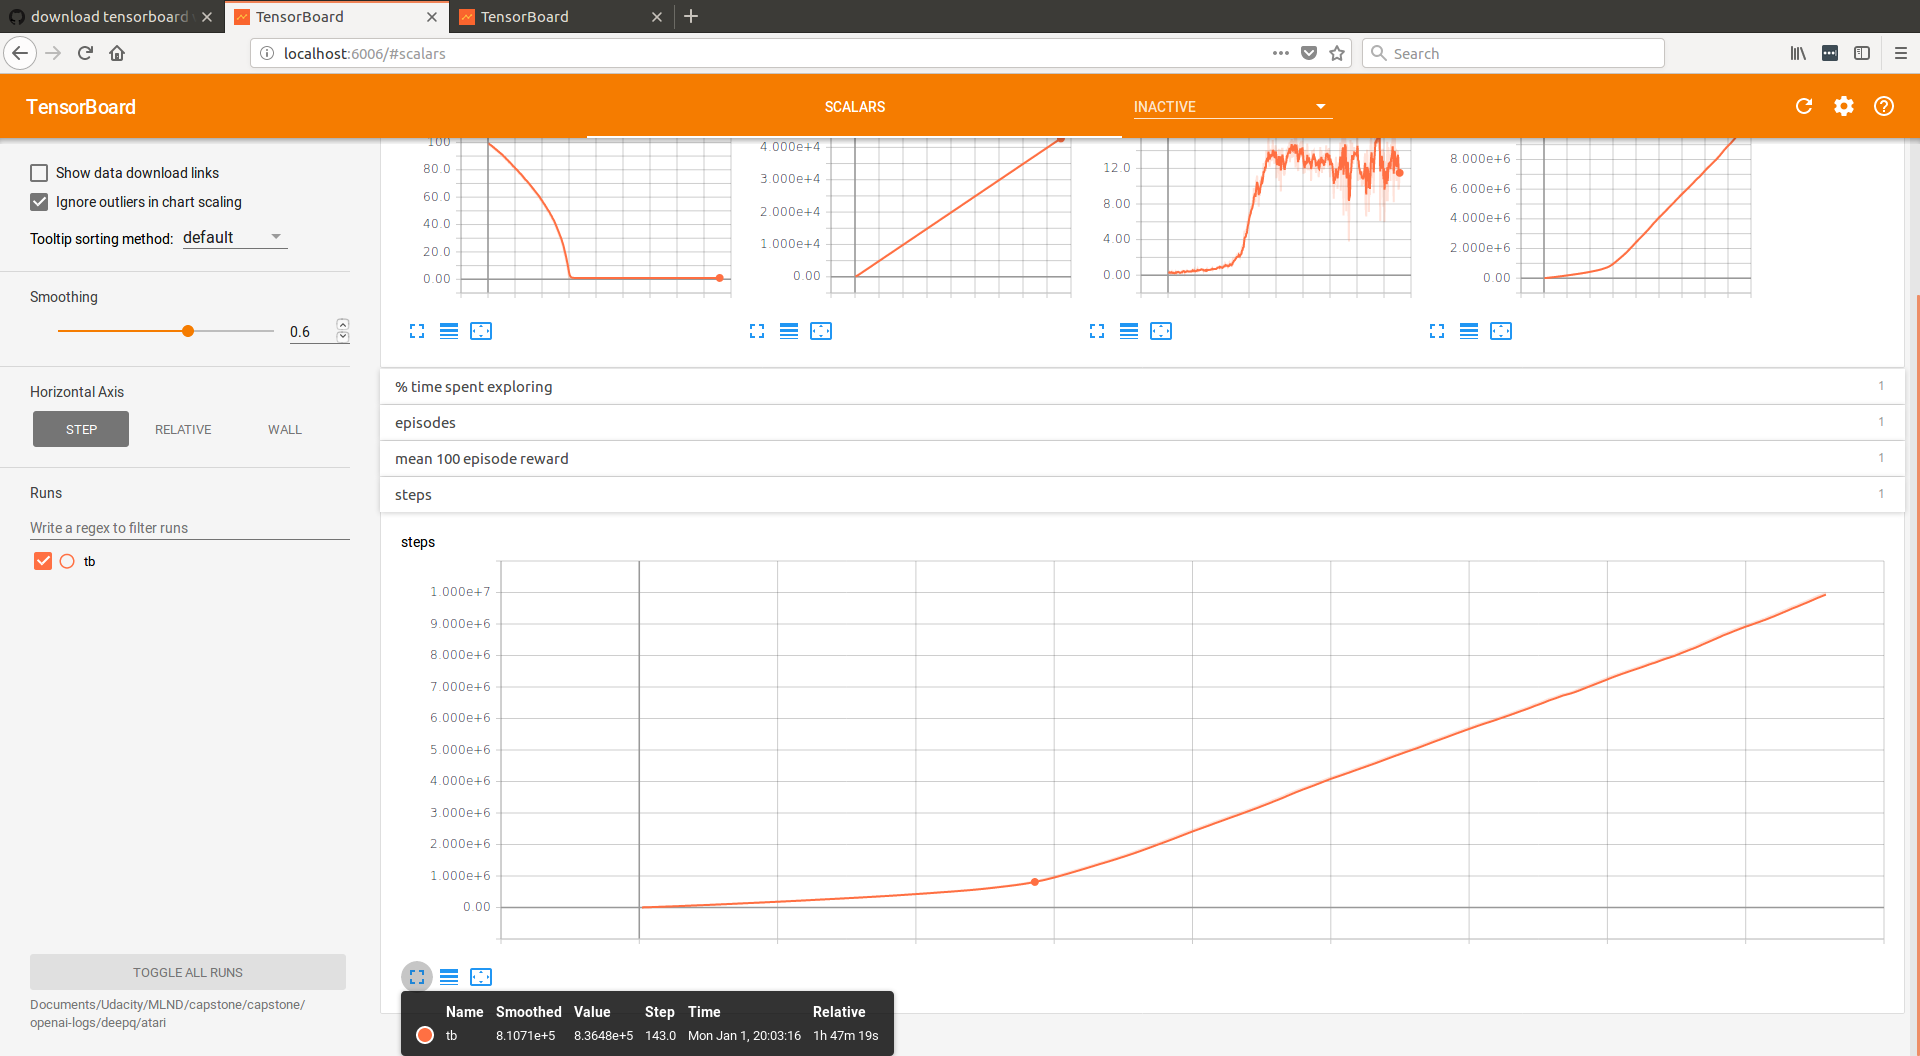 download tensorboard
TensorBoard
TensorBoard
localhost:6006/#scalars
Search
TensorBoard
SCALARS
INACTIVE
Show data download links
Ignore outliers in chart scaling
Tooltip sorting method: default
Smoothing
0.6
Horizontal Axis
STEP RELATIVE WALL
Runs
Write a regex to filter runs
tb
TOGGLE ALL RUNS
Documents/Udacity/MLND/capstone/capstone/
openai-logs/deepq/atari
100
80.0
60.0
40.0
20.0
0.00
4.000e+4
3.000e+4
2.000e+4
1.000e+4
0.00
12.0
8.00
4.00
0.00
8.000e+6
6.000e+6
4.000e+6
2.000e+6
0.00
% time spent exploring 1
episodes 1
mean 100 episode reward 1
steps 1
steps
1.000e+7
9.000e+6
8.000e+6
7.000e+6
6.000e+6
5.000e+6
4.000e+6
3.000e+6
2.000e+6
1.000e+6
0.00
Name Smoothed Value Step Time Relative
tb 8.1071e+5 8.3648e+5 143.0 Mon Jan 1, 20:03:16 1h 47m 19s